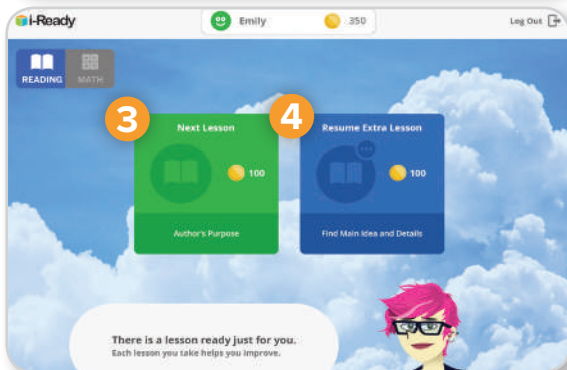 i-Ready
Emily
350
Log Out
READING
MATH
3
Next Lesson
100
Author's Purpose
4
Resume Extra Lesson
100
Find Main Idea and Details
There is a lesson ready just for you.
Each lesson you take helps you improve.